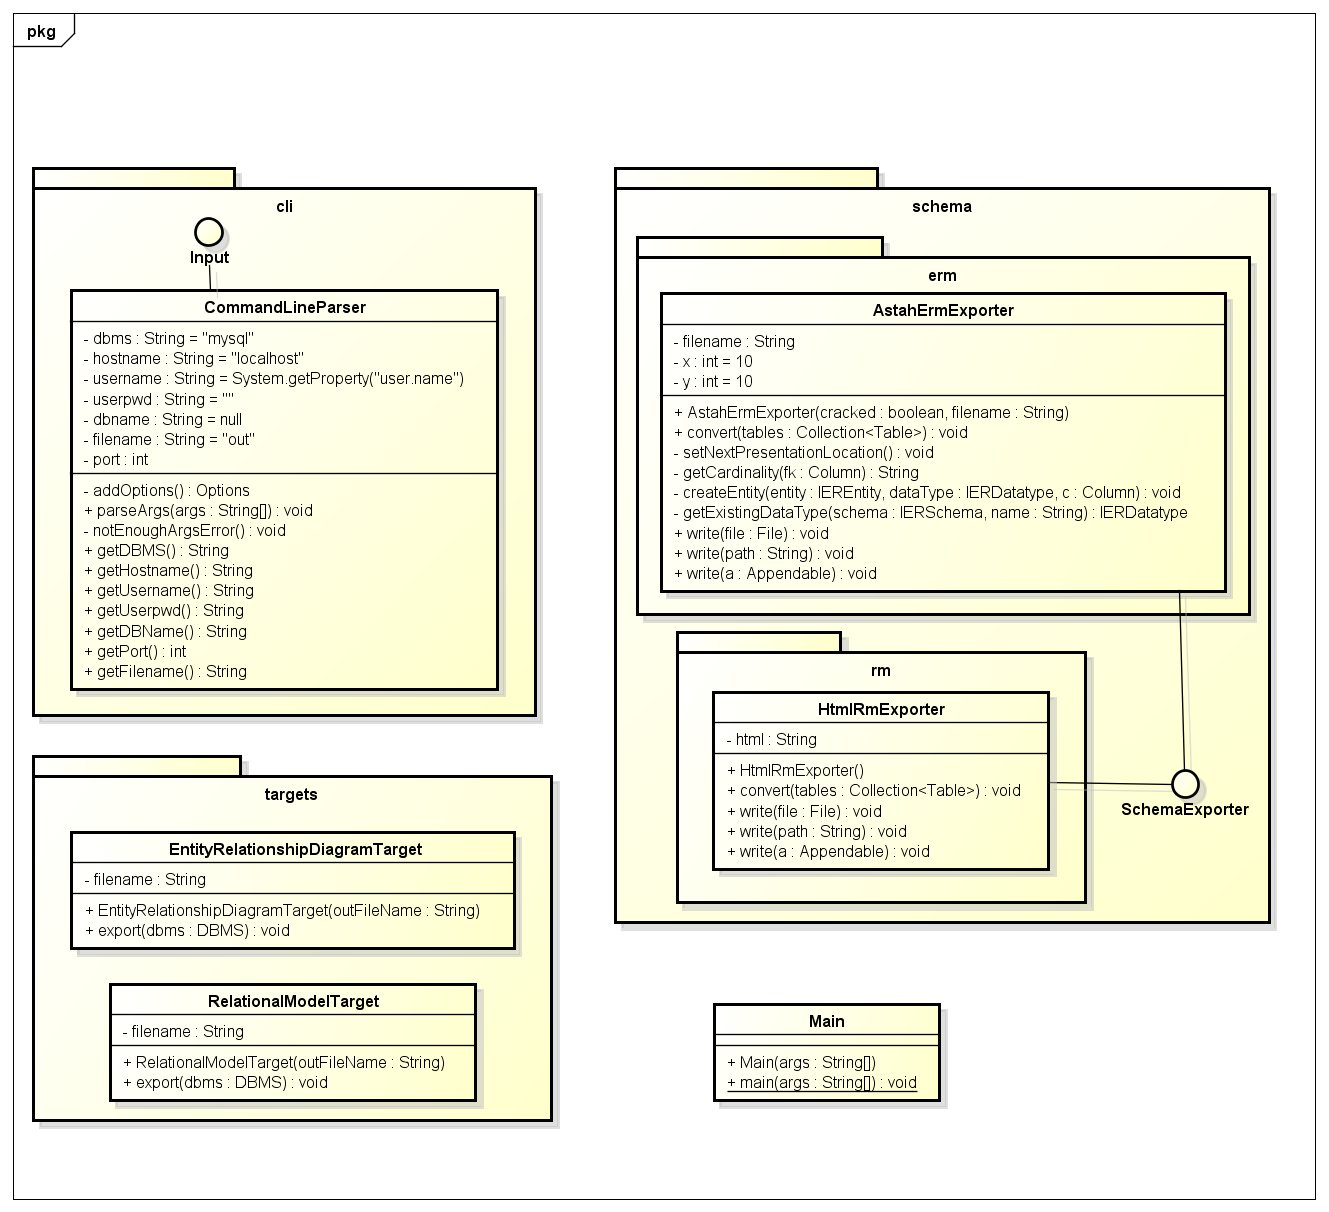 pkg
cli
Input
CommandLineParser
- dbms : String = "mysql"
- hostname : String = "localhost"
- username : String = System.getProperty("user.name")
- userpwd : String = ""
- dbname : String = null
- filename : String = "out"
- port : int
- addOptions() : Options
+ parseArgs(args : String[]) : void
- notEnoughArgsError() : void
+ getDBMS() : String
+ getHostname() : String
+ getUsername() : String
+ getUserpwd() : String
+ getDBName() : String
+ getPort() : int
+ getFilename() : String
schema
erm
AstahErmExporter
- filename : String
- x : int = 10
- y : int = 10
+ AstahErmExporter(cracked : boolean, filename : String)
+ convert(tables : Collection<Table>) : void
- setNextPresentationLocation() : void
- getCardinality(fk : Column) : String
- createEntity(entity : IEREntity, dataType : IERDatatype, c : Column) : void
- getExistingDataType(schema : IERSchema, name : String) : IERDatatype
+ write(file : File) : void
+ write(path : String) : void
+ write(a : Appendable) : void
rm
HtmlRmExporter
- html : String
+ HtmlRmExporter()
+ convert(tables : Collection<Table>) : void
+ write(file : File) : void
+ write(path : String) : void
+ write(a : Appendable) : void
SchemaExporter
targets
EntityRelationshipDiagramTarget
- filename : String
+ EntityRelationshipDiagramTarget(outFileName : String)
+ export(dbms : DBMS) : void
RelationalModelTarget
- filename : String
+ RelationalModelTarget(outFileName : String)
+ export(dbms : DBMS) : void
Main
+ Main(args : String[])
+ main(args : String[]) : void